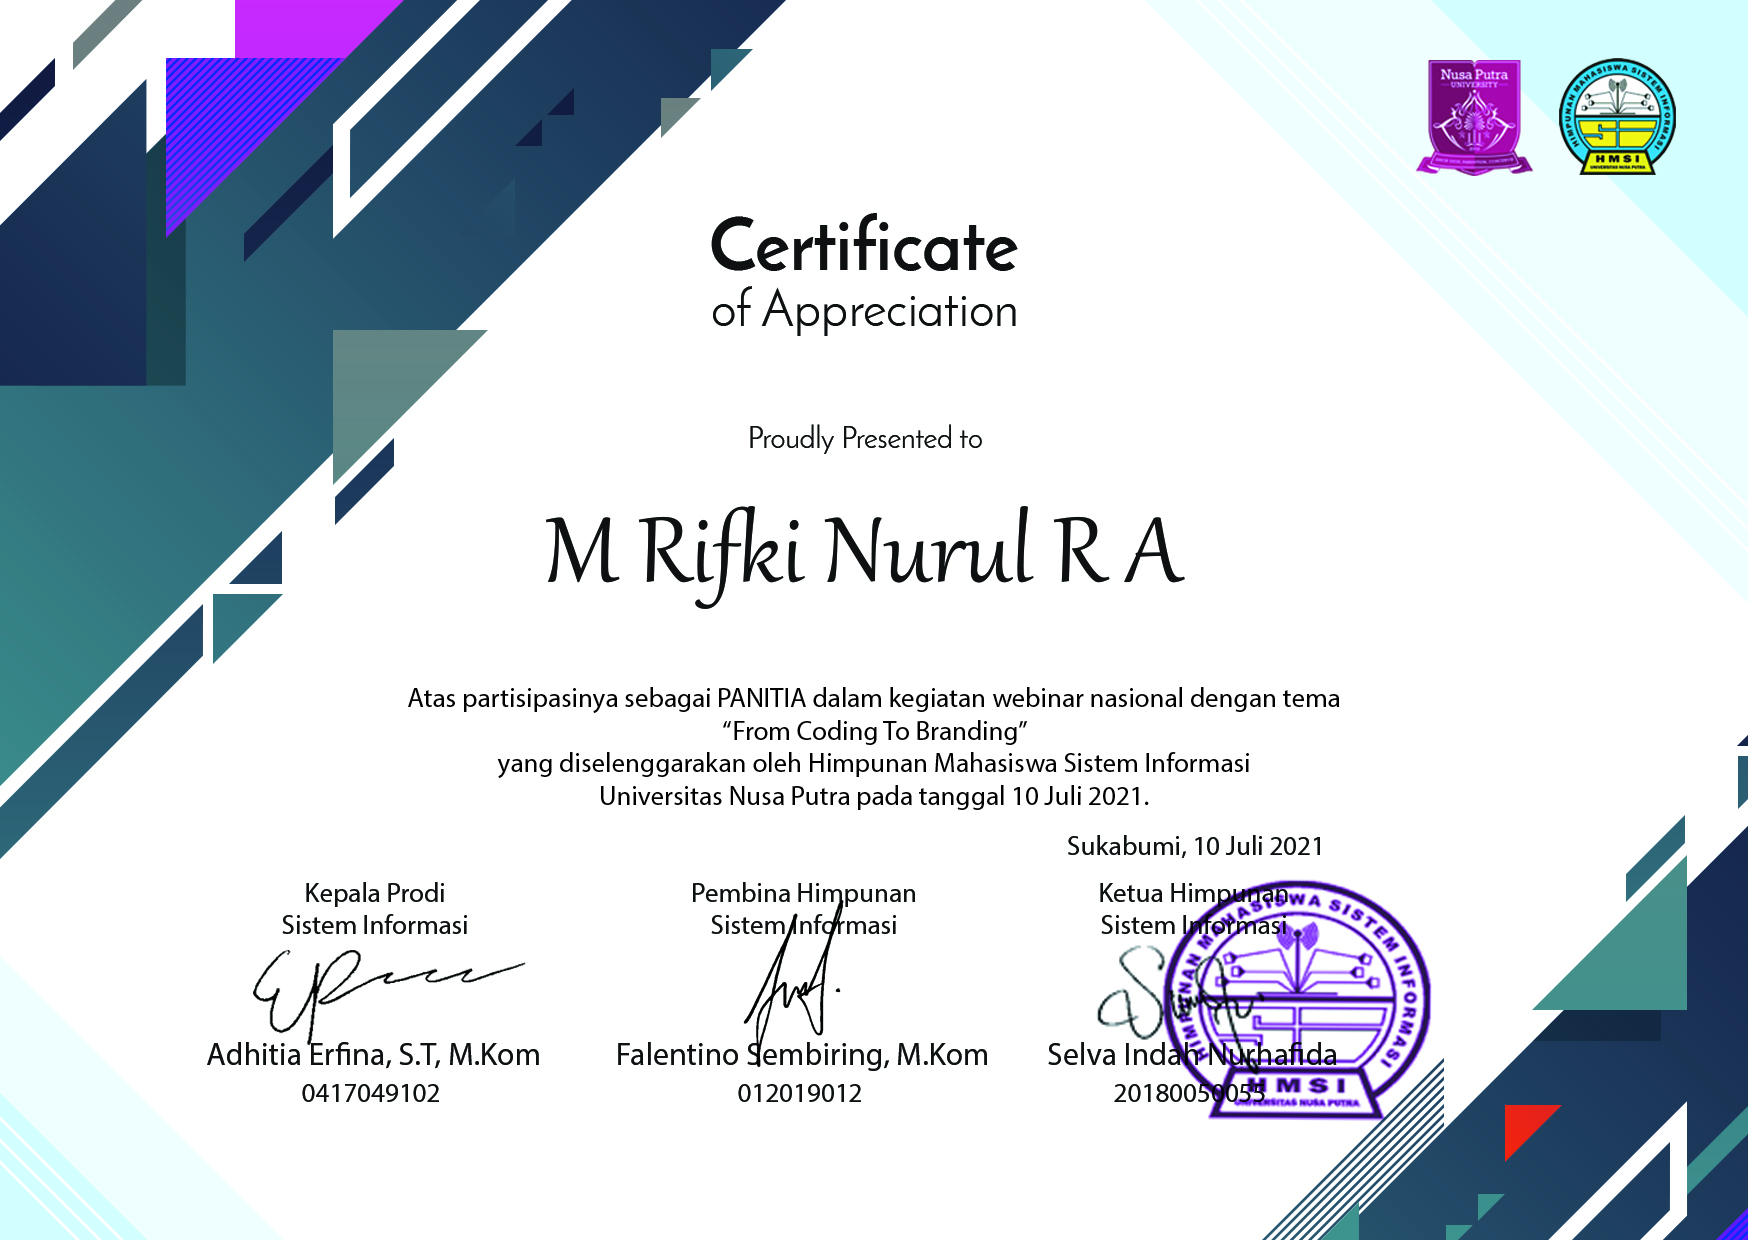 Nusa Putra
UNIVERSITY
HIMPUNAN MAHASISWA SISTEM INFORMASI
HMSI
UNIVERSITAS NUSA PUTRA
Certificate
of Appreciation
Proudly Presented to
M Rifki Nurul R A
Atas partisipasinya sebagai PANITIA dalam kegiatan webinar nasional dengan tema
“From Coding To Branding”
yang diselenggarakan oleh Himpunan Mahasiswa Sistem Informasi
Universitas Nusa Putra pada tanggal 10 Juli 2021.
Sukabumi, 10 Juli 2021
Kepala Prodi
Sistem Informasi
Adhitia Erfina, S.T, M.Kom
0417049102
Pembina Himpunan
Sistem Informasi
Falentino Sembiring, M.Kom
012019012
Ketua Himpunan
Sistem Informasi
Selva Indah Nurhafida
20180050055
HIMPUNAN MAHASISWA SISTEM INFORMASI
HMSI
UNIVERSITAS NUSA PUTRA